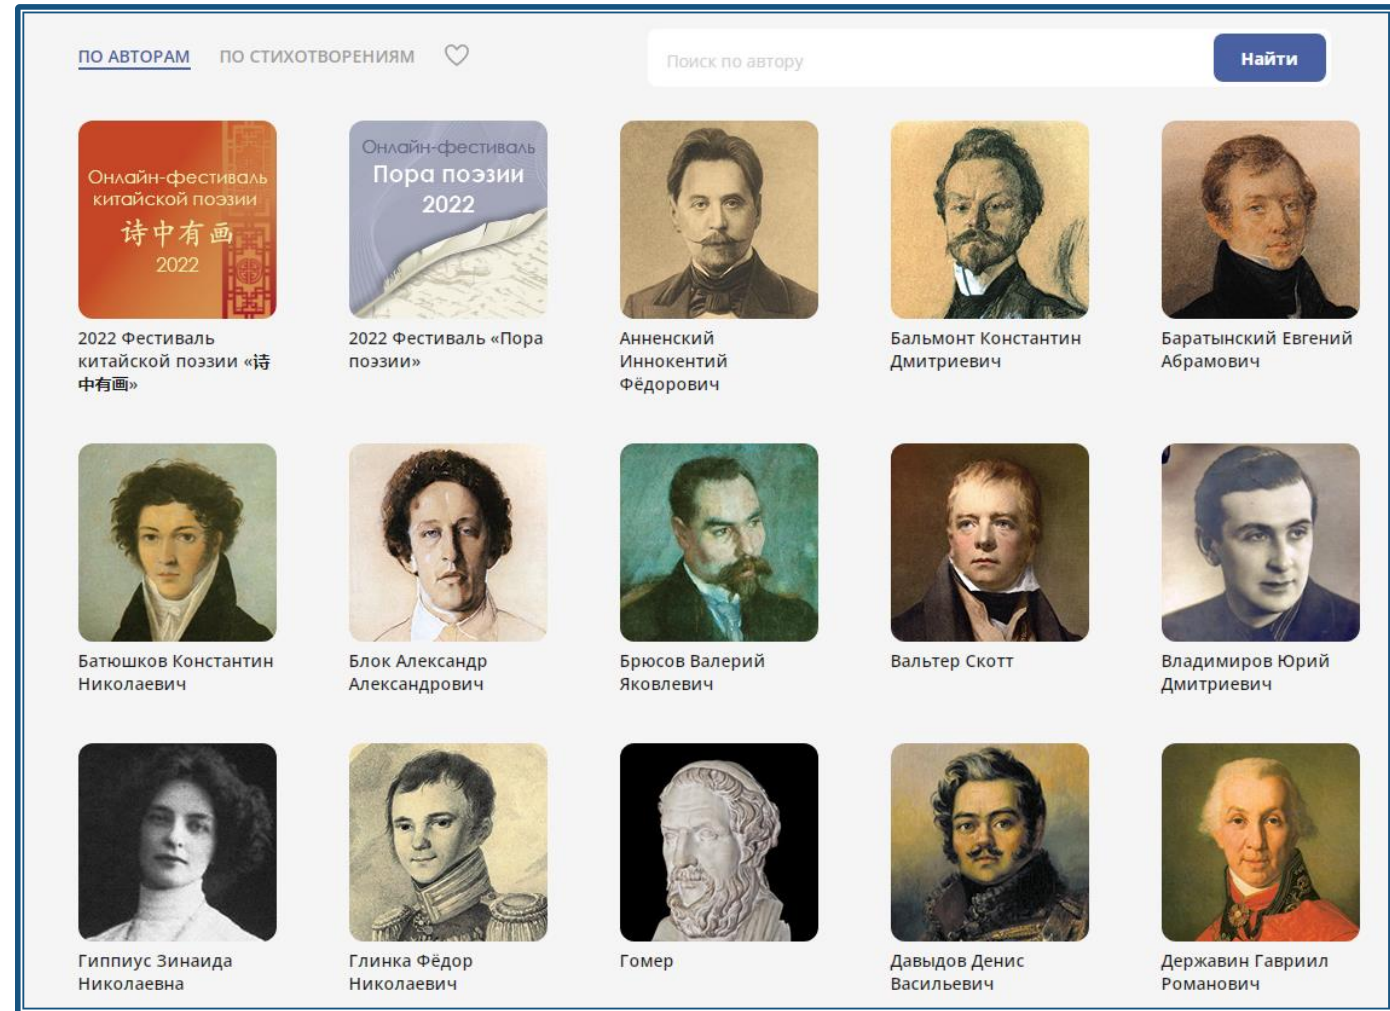 ПО АВТОРАМ ПО СТИХОТВОРЕНИЯМ
Поиск по автору
Найти
Онлайн-фестиваль
китайской поэзии
诗中有画
2022
2022 Фестиваль
китайской поэзии «诗
中有画»
Онлайн-фестиваль
Пора поэзии
2022
2022 Фестиваль «Пора
поэзии»
Анненский
Иннокентий
Фёдорович
Бальмонт Константин
Дмитриевич
Баратынский Евгений
Абрамович
Батюшков Константин
Николаевич
Блок Александр
Александрович
Брюсов Валерий
Яковлевич
Вальтер Скотт
Владимиров Юрий
Дмитриевич
Гиппиус Зинаида
Николаевна
Глинка Фёдор
Николаевич
Гомер
Давыдов Денис
Васильевич
Державин Гавриил
Романович